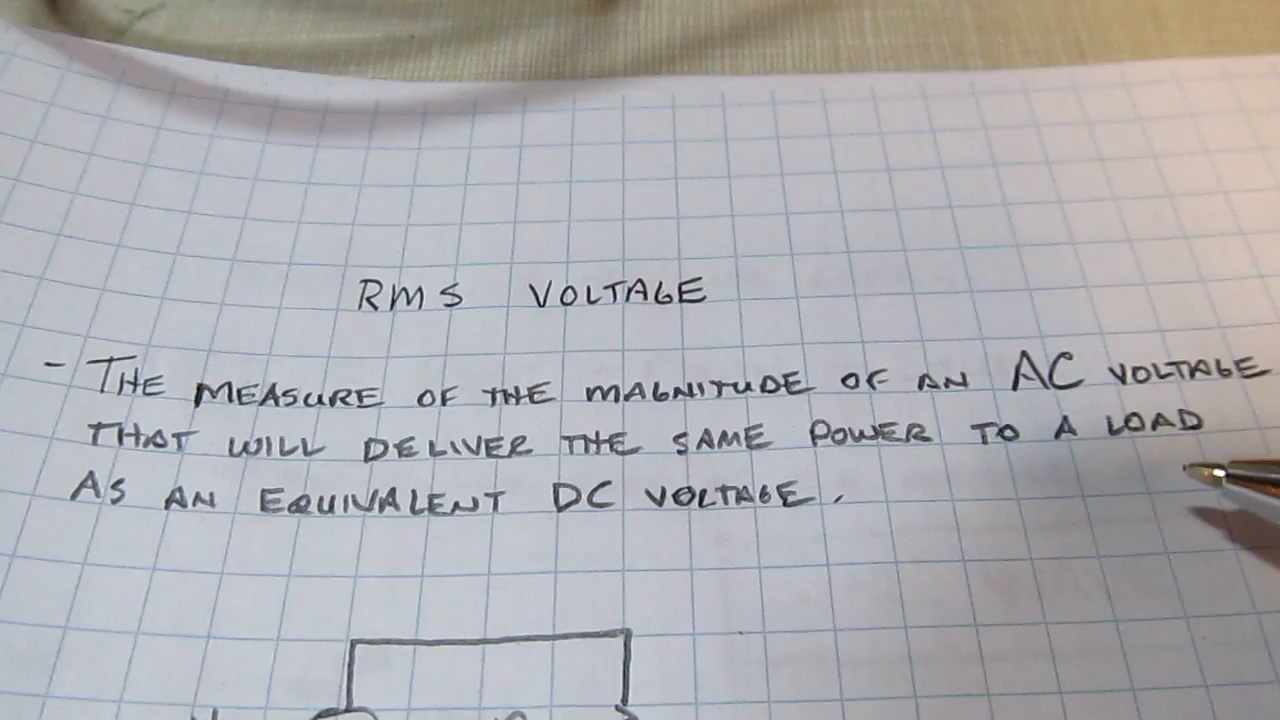 RMS VOLTAGE
- THE MEASURE OF THE MAGNITUDE OF AN AC VOLTAGE
THAT WILL DELIVER THE SAME POWER TO A LOAD
AS AN EQUIVALENT DC VOLTAGE.